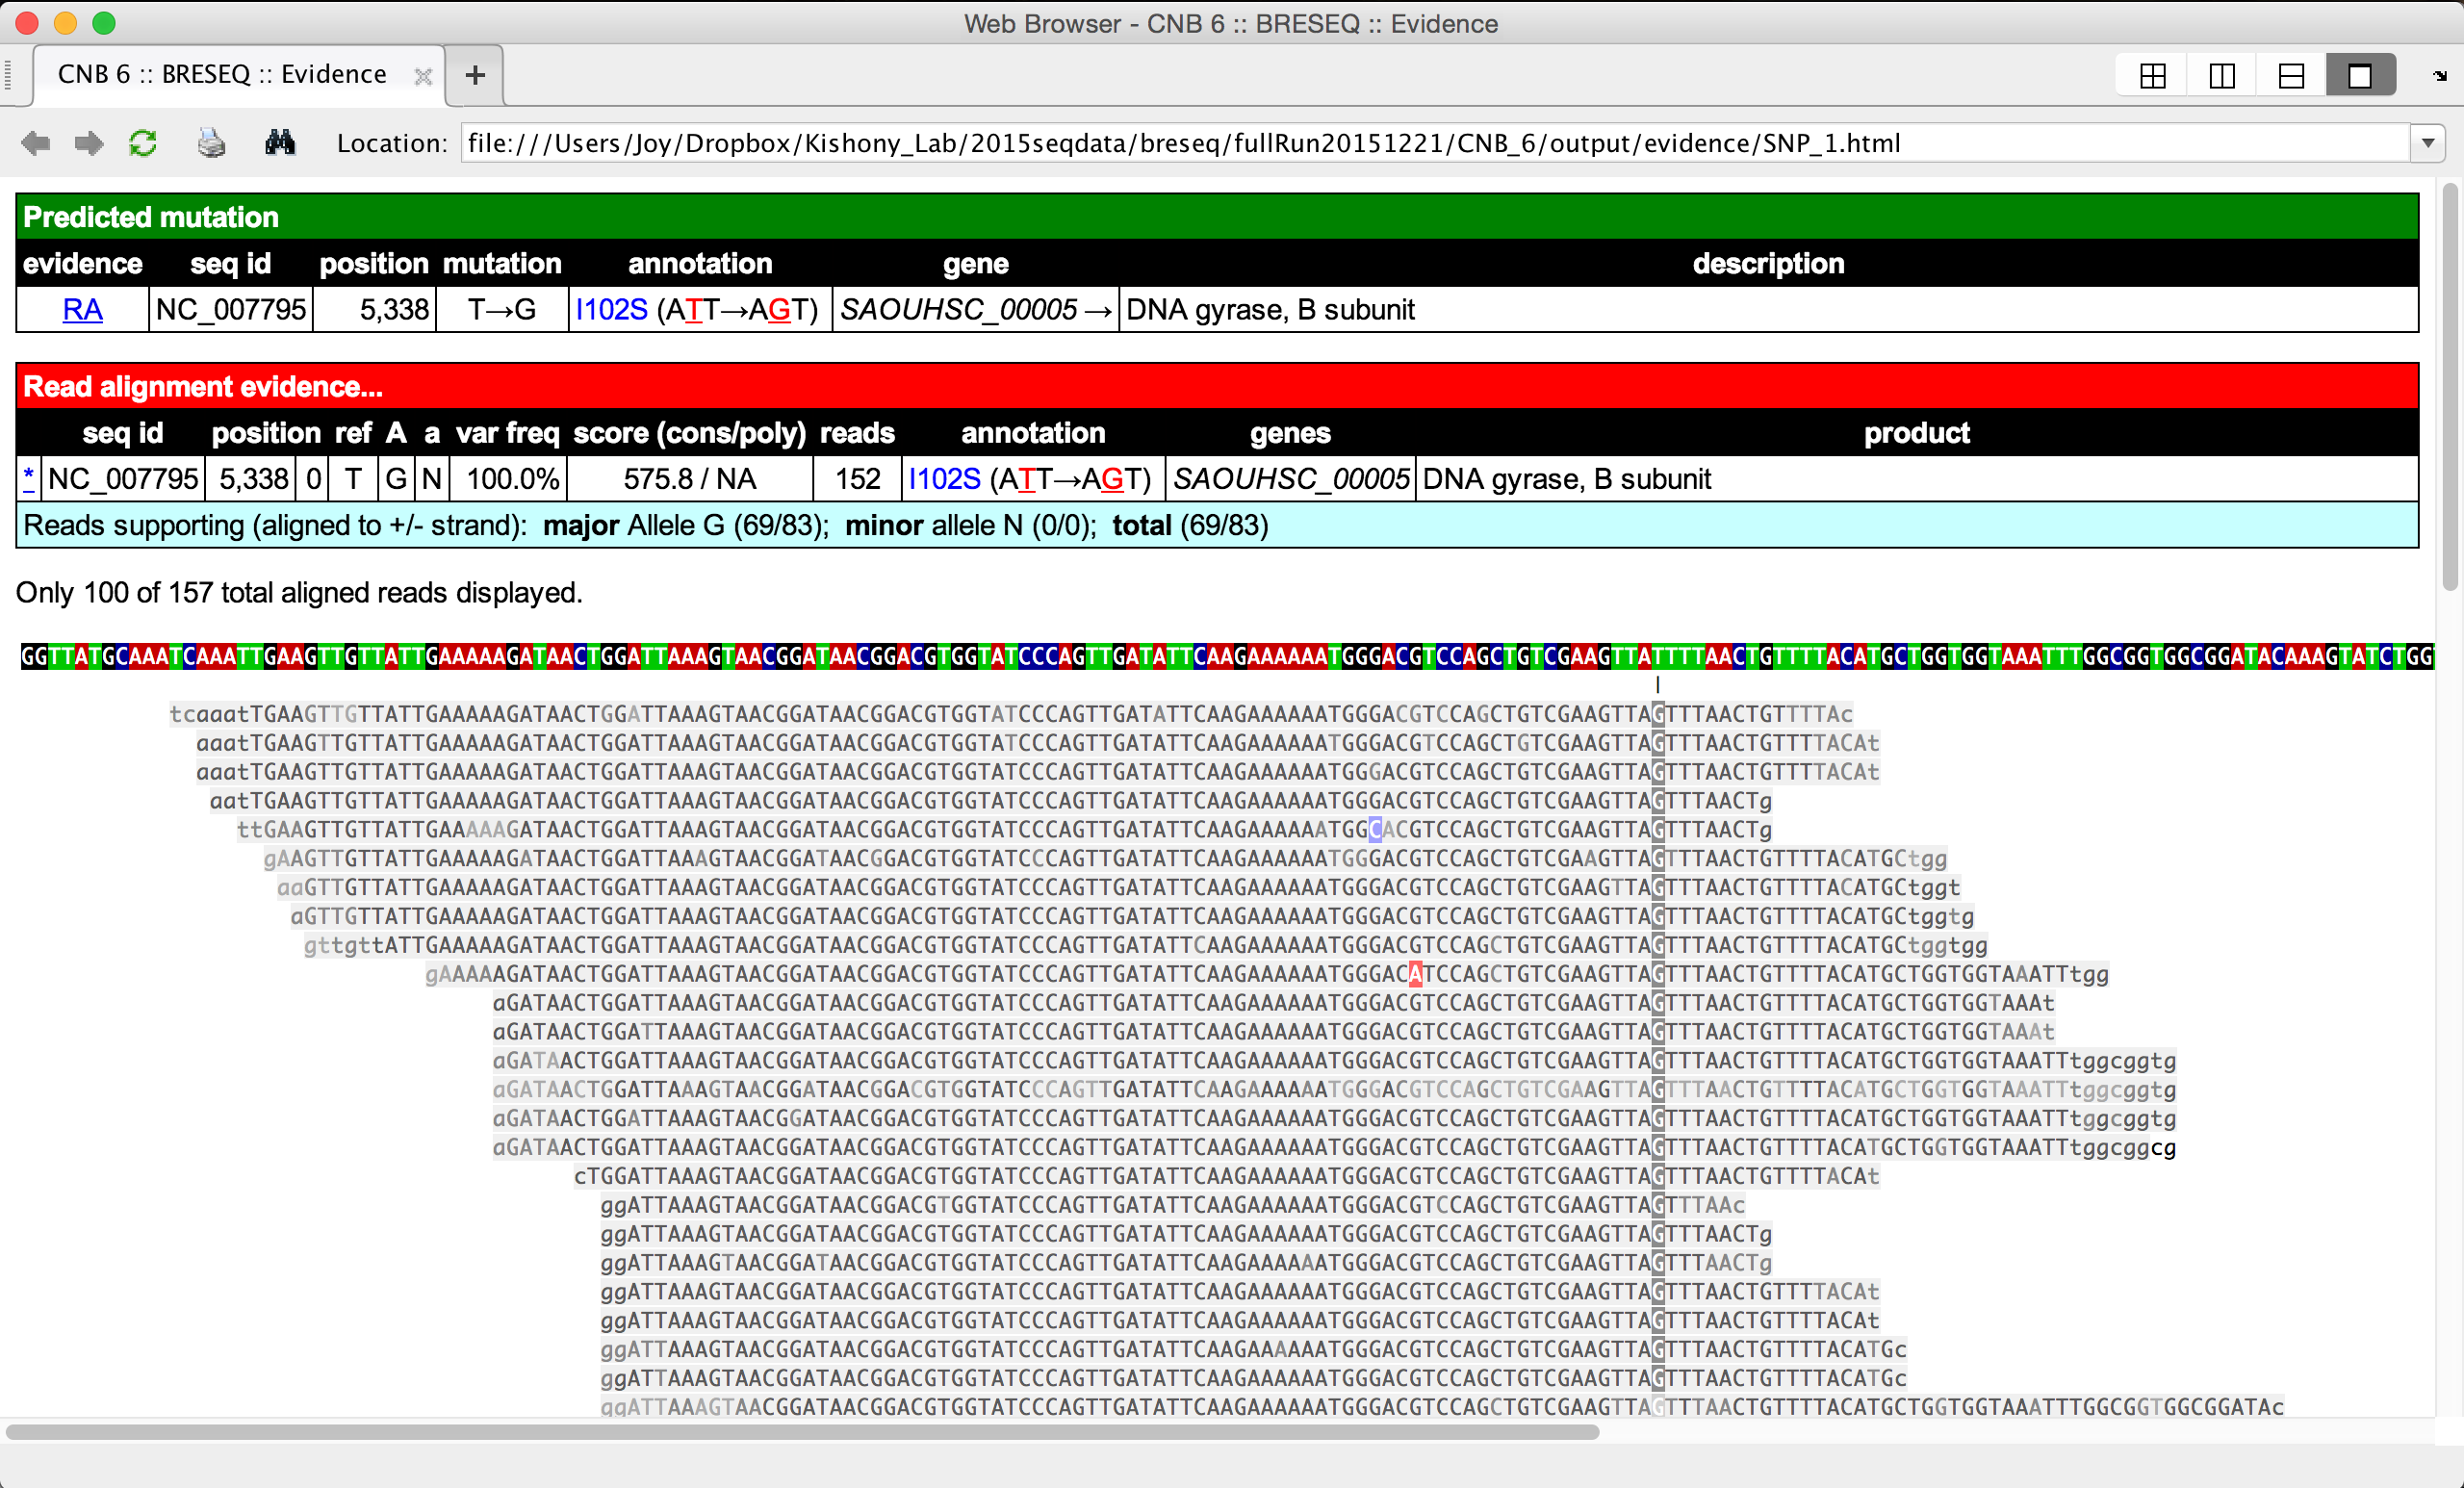 Web Browser - CNB 6 :: BRESEQ :: Evidence
CNB 6 :: BRESEQ :: Evidence
Location: file:///Users/Joy/Dropbox/Kishony_Lab/2015seqdata/breseq/fullRun20151221/CNB_6/output/evidence/SNP_1.html
Predicted mutation
evidence seq id position mutation annotation gene description
RA NC_007795 5,338 T→G I102S (ATT→AGT) SAOUHSC_00005 → DNA gyrase, B subunit
Read alignment evidence...
seq id position ref A a var freq score (cons/poly) reads annotation genes product
* NC_007795 5,338 0 T G N 100.0% 575.8 / NA 152 I102S (ATT→AGT) SAOUHSC_00005 DNA gyrase, B subunit
Reads supporting (aligned to +/- strand): major Allele G (69/83); minor allele N (0/0); total (69/83)
Only 100 of 157 total aligned reads displayed.
GGTTATGCAAATCAAATTGAAGTTGTTATTGAAAAAGATAACTGGATTAAAGTAACGGATAACGGACGTGGTATCCCAGTTGATATTCAAGAAAAAATGGGACGTCCAGCTGTCGAAGTTATTTTAACTGTTTTACATGCTGGTGGTAAATTTGGCGGTGGCGGATACAAAGTATCTGG
|
tcaaatTGAAGTTGTTATTGAAAAAGATAACTGGATTAAAGTAACGGATAACGGACGTGGTATCCCAGTTGATATTCAAGAAAAAATGGGACGTCCAGCTGTCGAAGTTAGTTTAACTGTTTTAc
aaatTGAAGTTGTTATTGAAAAAGATAACTGGATTAAAGTAACGGATAACGGACGTGGTATCCCAGTTGATATTCAAGAAAAAATGGGACGTCCAGCTGTCGAAGTTAGTTTAACTGTTTTACAt
aaatTGAAGTTGTTATTGAAAAAGATAACTGGATTAAAGTAACGGATAACGGACGTGGTATCCCAGTTGATATTCAAGAAAAAATGGGACGTCCAGCTGTCGAAGTTAGTTTAACTGTTTTACAt
aatTGAAGTTGTTATTGAAAAAGATAACTGGATTAAAGTAACGGATAACGGACGTGGTATCCCAGTTGATATTCAAGAAAAAATGGGACGTCCAGCTGTCGAAGTTAGTTTAACTg
ttGAAGTTGTTATTGAAAAAGATAACTGGATTAAAGTAACGGATAACGGACGTGGTATCCCAGTTGATATTCAAGAAAAAATGGCACGTCCAGCTGTCGAAGTTAGTTTAACTg
gAAGTTGTTATTGAAAAAGATAACTGGATTAAAGTAACGGATAACGGACGTGGTATCCCAGTTGATATTCAAGAAAAAATGGGACGTCCAGCTGTCGAAGTTAGTTTAACTGTTTTACATGCtgg
aaGTTGTTATTGAAAAAGATAACTGGATTAAAGTAACGGATAACGGACGTGGTATCCCAGTTGATATTCAAGAAAAAATGGGACGTCCAGCTGTCGAAGTTAGTTTAACTGTTTTACATGCtggt
aGTTGTTATTGAAAAAGATAACTGGATTAAAGTAACGGATAACGGACGTGGTATCCCAGTTGATATTCAAGAAAAAATGGGACGTCCAGCTGTCGAAGTTAGTTTAACTGTTTTACATGCtggtg
gttgttATTGAAAAAGATAACTGGATTAAAGTAACGGATAACGGACGTGGTATCCCAGTTGATATTCAAGAAAAAATGGGACGTCCAGCTGTCGAAGTTAGTTTAACTGTTTTACATGCtggtgg
gAAAAAGATAACTGGATTAAAGTAACGGATAACGGACGTGGTATCCCAGTTGATATTCAAGAAAAAATGGGACATCCAGCTGTCGAAGTTAGTTTAACTGTTTTACATGCTGGTGGTAAATTtgg
aGATAACTGGATTAAAGTAACGGATAACGGACGTGGTATCCCAGTTGATATTCAAGAAAAAATGGGACGTCCAGCTGTCGAAGTTAGTTTAACTGTTTTACATGCTGGTGGTAAAt
aGATAACTGGATTAAAGTAACGGATAACGGACGTGGTATCCCAGTTGATATTCAAGAAAAAATGGGACGTCCAGCTGTCGAAGTTAGTTTAACTGTTTTACATGCTGGTGGTAAAt
aGATAACTGGATTAAAGTAACGGATAACGGACGTGGTATCCCAGTTGATATTCAAGAAAAAATGGGACGTCCAGCTGTCGAAGTTAGTTTAACTGTTTTACATGCTGGTGGTAAATTtggcggtg
aGATAACTGGATTAAAGTAACGGATAACGGACGTGGTATCCCAGTTGATATTCAAGAAAAAATGGGACGTCCAGCTGTCGAAGTTAGTTTAACTGTTTTACATGCTGGTGGTAAATTtggcggtg
aGATAACTGGATTAAAGTAACGGATAACGGACGTGGTATCCCAGTTGATATTCAAGAAAAAATGGGACGTCCAGCTGTCGAAGTTAGTTTAACTGTTTTACATGCTGGTGGTAAATTtggcggtg
aGATAACTGGATTAAAGTAACGGATAACGGACGTGGTATCCCAGTTGATATTCAAGAAAAAATGGGACGTCCAGCTGTCGAAGTTAGTTTAACTGTTTTACATGCTGGTGGTAAATTtggcggcg
cTGGATTAAAGTAACGGATAACGGACGTGGTATCCCAGTTGATATTCAAGAAAAAATGGGACGTCCAGCTGTCGAAGTTAGTTTAACTGTTTTACAt
ggATTAAAGTAACGGATAACGGACGTGGTATCCCAGTTGATATTCAAGAAAAAATGGGACGTCCAGCTGTCGAAGTTAGTTTAAc
ggATTAAAGTAACGGATAACGGACGTGGTATCCCAGTTGATATTCAAGAAAAAATGGGACGTCCAGCTGTCGAAGTTAGTTTAACTg
ggATTAAAGTAACGGATAACGGACGTGGTATCCCAGTTGATATTCAAGAAAAAATGGGACGTCCAGCTGTCGAAGTTAGTTTAACTg
ggATTAAAGTAACGGATAACGGACGTGGTATCCCAGTTGATATTCAAGAAAAAATGGGACGTCCAGCTGTCGAAGTTAGTTTAACTGTTTTACAt
ggATTAAAGTAACGGATAACGGACGTGGTATCCCAGTTGATATTCAAGAAAAAATGGGACGTCCAGCTGTCGAAGTTAGTTTAACTGTTTTACAt
ggATTAAAGTAACGGATAACGGACGTGGTATCCCAGTTGATATTCAAGAAAAAATGGGACGTCCAGCTGTCGAAGTTAGTTTAACTGTTTTACATGc
ggATTAAAGTAACGGATAACGGACGTGGTATCCCAGTTGATATTCAAGAAAAAATGGGACGTCCAGCTGTCGAAGTTAGTTTAACTGTTTTACATGc
ggATTAAAGTAACGGATAACGGACGTGGTATCCCAGTTGATATTCAAGAAAAAATGGGACGTCCAGCTGTCGAAGTTAGTTTAACTGTTTTACATGCTGGTGGTAAATTTGGCGGTGGCGGATAc